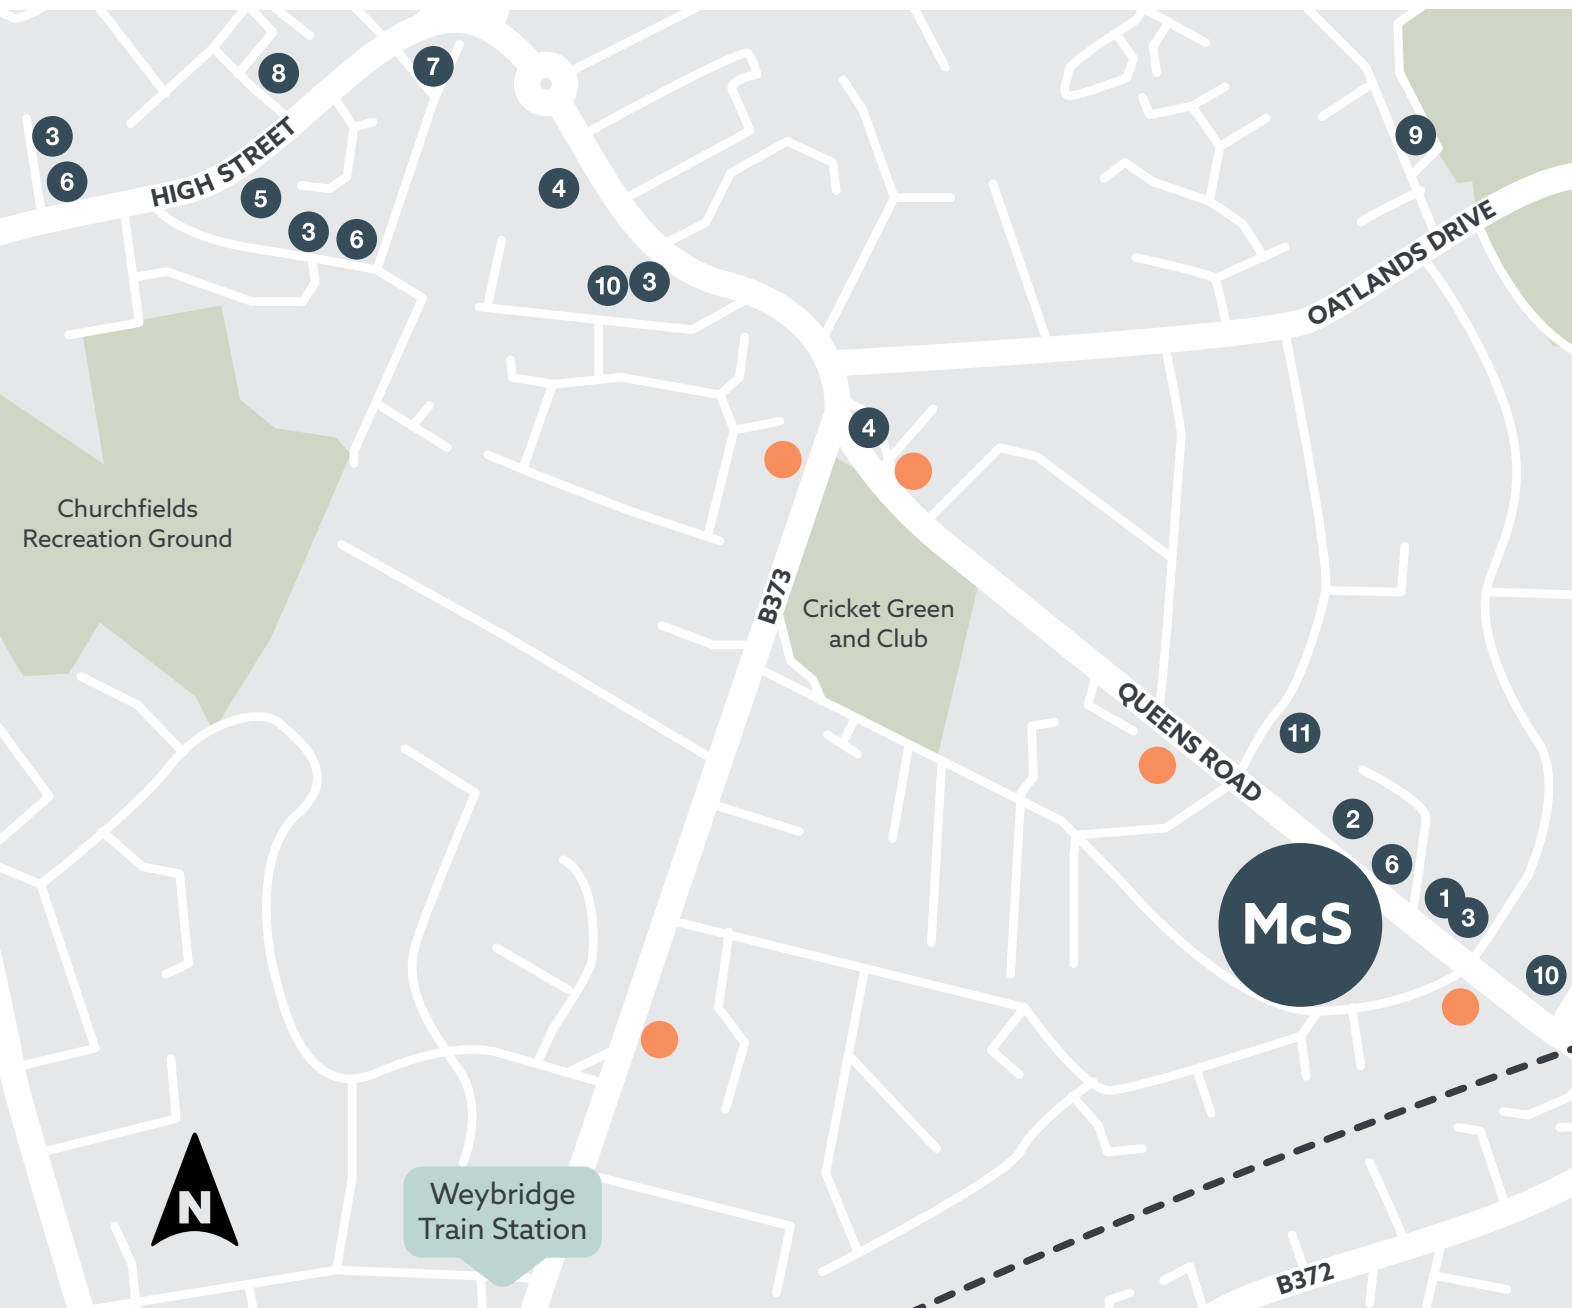 8
7
3
6
HIGH STREET
5
3
6
4
10
3
9
OATLANDS DRIVE
4
Churchfields
Recreation Ground
B373
Cricket Green
and Club
QUEENS ROAD
11
2
6
1
3
McS
10
N
Weybridge
Train Station
B372